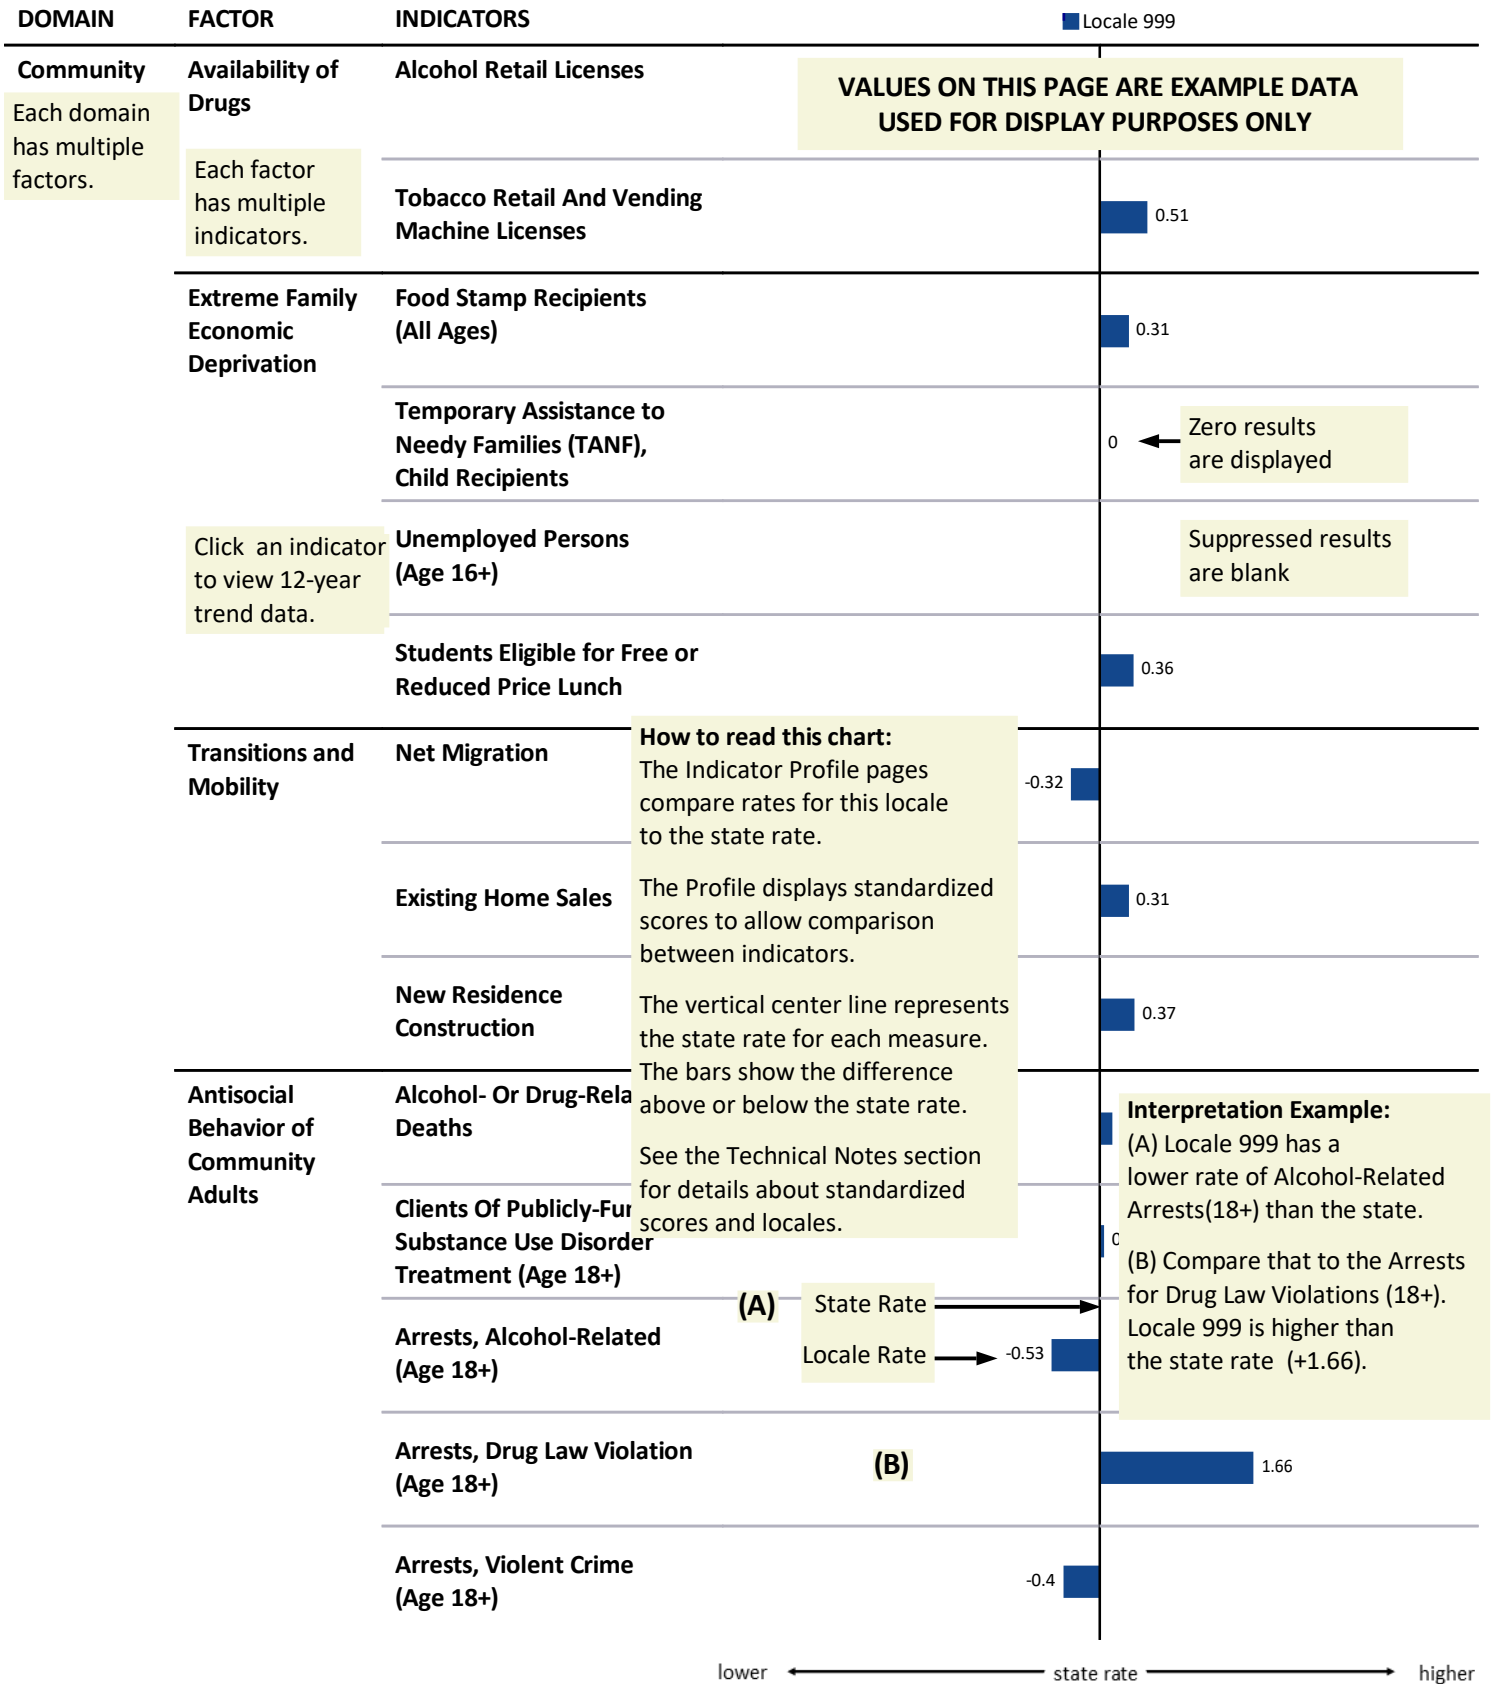 DOMAIN FACTOR INDICATORS
Locale 999
Community
Each domain
has multiple
factors.
Availability of
Drugs
Each factor
has multiple
indicators.
Alcohol Retail Licenses
VALUES ON THIS PAGE ARE EXAMPLE DATA
USED FOR DISPLAY PURPOSES ONLY
Tobacco Retail And Vending
Machine Licenses
0.51
Extreme Family
Economic
Deprivation
Food Stamp Recipients
(All Ages)
0.31
Temporary Assistance to
Needy Families (TANF),
Child Recipients
0
Zero results
are displayed
Click an indicator
to view 12-year
trend data.
Unemployed Persons
(Age 16+)
Suppressed results
are blank
Students Eligible for Free or
Reduced Price Lunch
0.36
Transitions and
Mobility
Net Migration
-0.32
Existing Home Sales
0.31
New Residence
Construction
0.37
How to read this chart:
The Indicator Profile pages
compare rates for this locale
to the state rate.
The Profile displays standardized
scores to allow comparison
between indicators.
The vertical center line represents
the state rate for each measure.
The bars show the difference
above or below the state rate.
See the Technical Notes section
for details about standardized
scores and locales.
Antisocial
Behavior of
Community
Adults
Alcohol- Or Drug-Rela
Deaths
Clients Of Publicly-Fu
Substance Use Disorder
Treatment (Age 18+)
Interpretation Example:
(A) Locale 999 has a
lower rate of Alcohol-Related
Arrests(18+) than the state.
(B) Compare that to the Arrests
for Drug Law Violations (18+).
Locale 999 is higher than
the state rate (+1.66).
Arrests, Alcohol-Related
(Age 18+)
(A) State Rate
Locale Rate
-0.53
Arrests, Drug Law Violation
(Age 18+)
(B)
1.66
Arrests, Violent Crime
(Age 18+)
-0.4
lower state rate higher